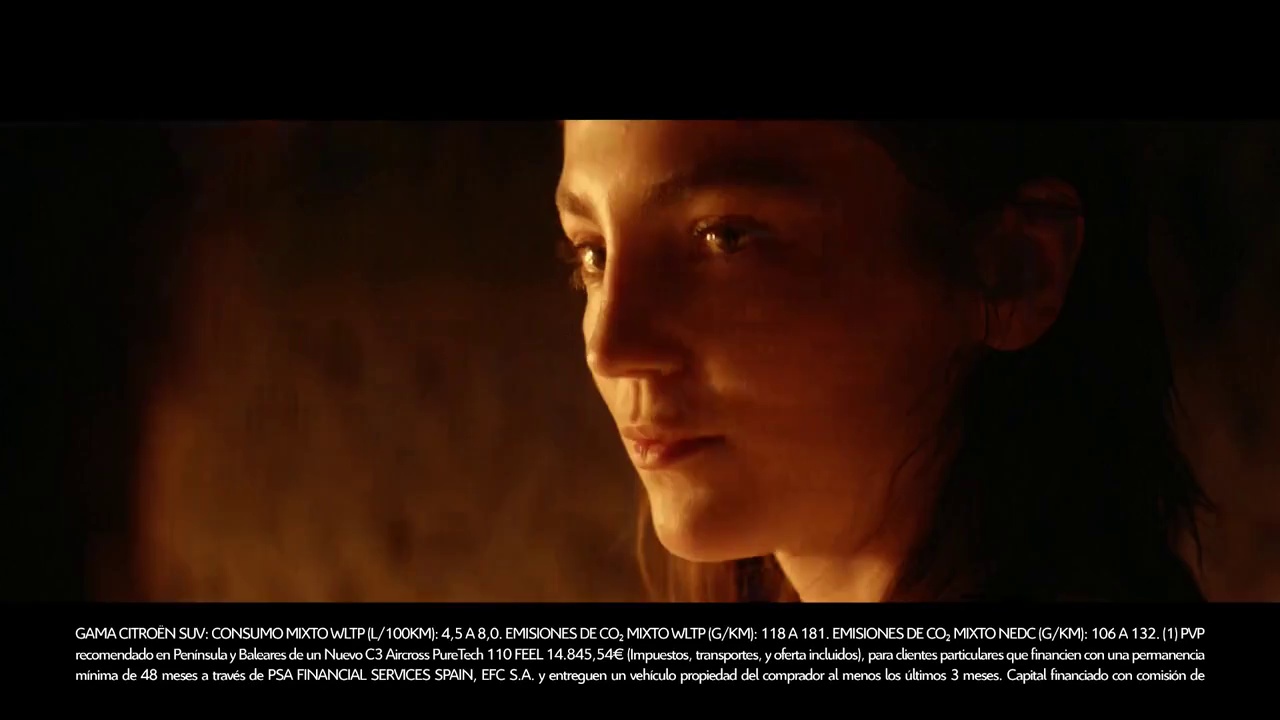 GAMA CITROËN SUV: CONSUMO MIXTO WLTP (L/100KM): 4,5 A 8,0. EMISIONES DE CO₂ MIXTO WLTP (G/KM): 118 A 181. EMISIONES DE CO₂ MIXTO NEDC (G/KM): 106 A 132. (1) PVP
recomendado en Península y Baleares de un Nuevo C3 Aircross PureTech 110 FEEL 14.845,54€ (Impuestos, transportes, y oferta incluidos), para clientes particulares que financien con una permanencia
mínima de 48 meses a través de PSA FINANCIAL SERVICES SPAIN, EFC S.A. y entreguen un vehículo propiedad del comprador al menos los últimos 3 meses. Capital financiado con comisión de